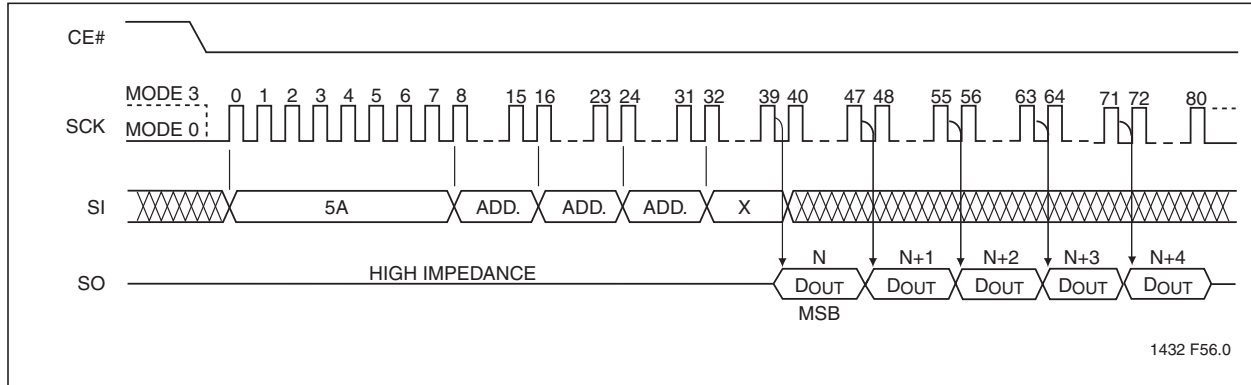 CE#
MODE 3 0 1 2 3 4 5 6 7 8 15 16 23 24 31 32 39 40 47 48 55 56 63 64 71 72 80
SCK
MODE 0
SI 5A ADD. ADD. ADD. X
N N+1 N+2 N+3 N+4
SO HIGH IMPEDANCE DOUT DOUT DOUT DOUT DOUT
MSB
1432 F56.0